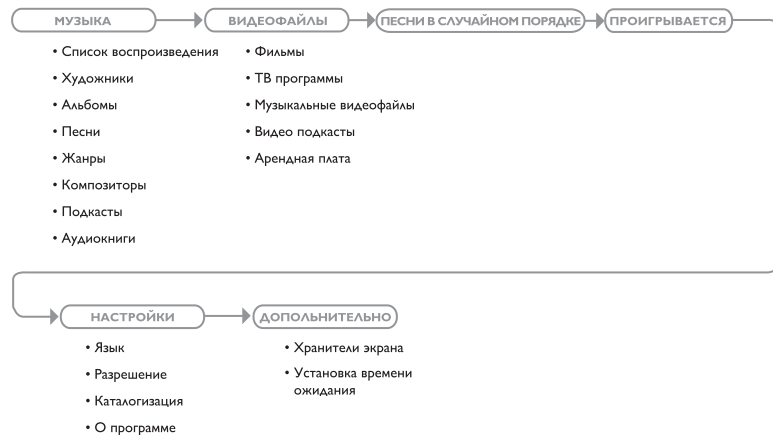 МУЗЫКА
ВИДЕОФАЙЛЫ
ПЕСНИ В СЛУЧАЙНОМ ПОРЯДКЕ
ПРОИГРЫВАЕТСЯ
• Список воспроизведения
• Художники
• Альбомы
• Песни
• Жанры
• Композиторы
• Подкасты
• Аудиокниги
• Фильмы
• ТВ программы
• Музыкальные видеофайлы
• Видео подкасты
• Арендная плата
НАСТРОЙКИ
ДОПОЛЬНИТЕЛЬНО
• Язык
• Разрешение
• Каталогизация
• О программе
• Хранители экрана
• Установка времени
ожидания